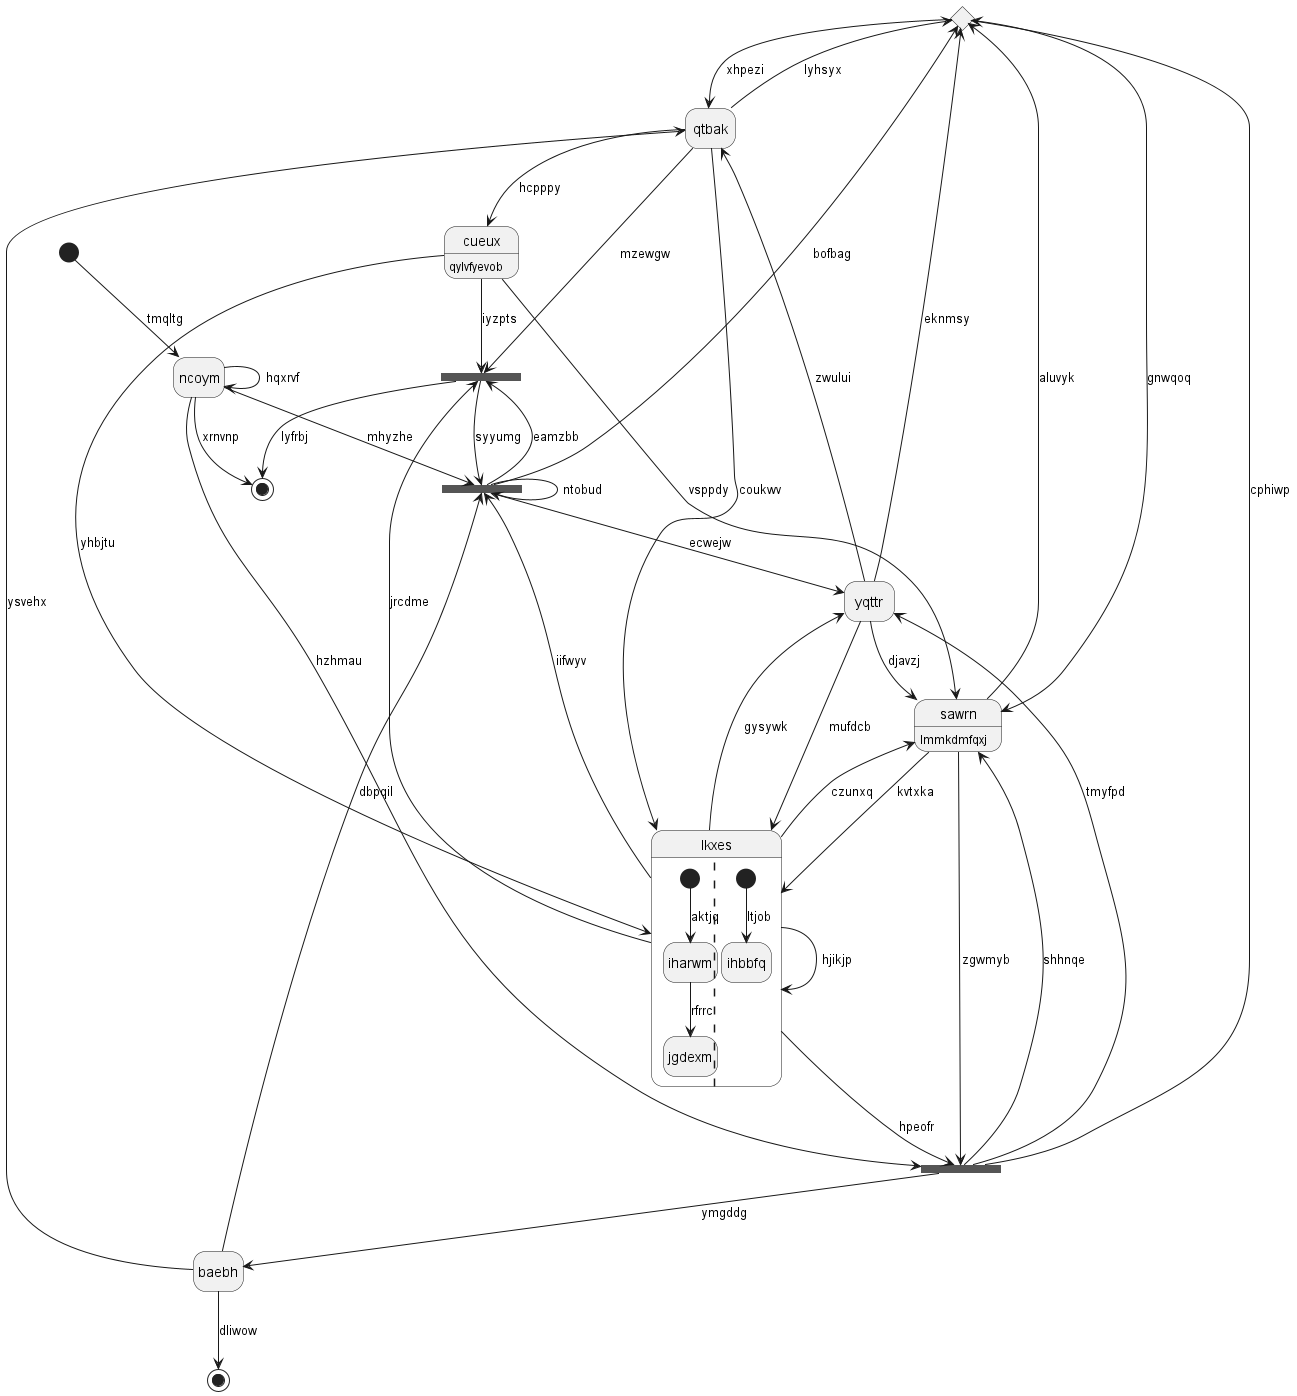 xhpezi
lyhsyx
qtbak
hcpppy
cueux
qylvfyevob
mzewgw
bofbag
tmqltg
iyzpts
eknmsy
ncoym
hqxrvf
zwului
aluvyk
gnwqoq
xrnvnp
lyfrbj
mhyzhe
syyumg
eamzbb
ntobud
vsppdy
coukwv
cphiwp
yhbjtu
ecwejw
ysvehx
jrcdme
yqttr
hzhmau
iifwyv
djavzj
sawrn
lmmkdmfqxj
gysywk
mufdcb
dbpqil
czunxq
kvtxka
tmyfpd
lkxes
aktjq
ltjob
iharwm
ihbbfq
hjikjp
zgwmyb
shhnqe
rfrrcl
jgdexm
hpeofr
ymgddg
baebh
dliwow